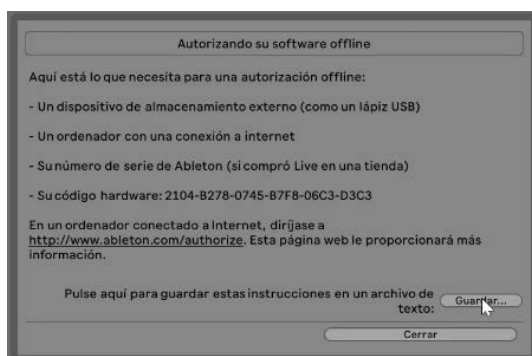 Autorizando su software offline
Aquí está lo que necesita para una autorización offline:
- Un dispositivo de almacenamiento externo (como un lápiz USB)
- Un ordenador con una conexión a internet
- Su número de serie de Ableton (si compró Live en una tienda)
- Su código hardware: 2104-B278-0745-B7F8-06C3-D3C3
En un ordenador conectado a Internet, diríjase a
http://www.ableton.com/authorize. Esta página web le proporcionará más
información.
Pulse aquí para guardar estas instrucciones en un archivo de
texto:
Guardar...
Cerrar